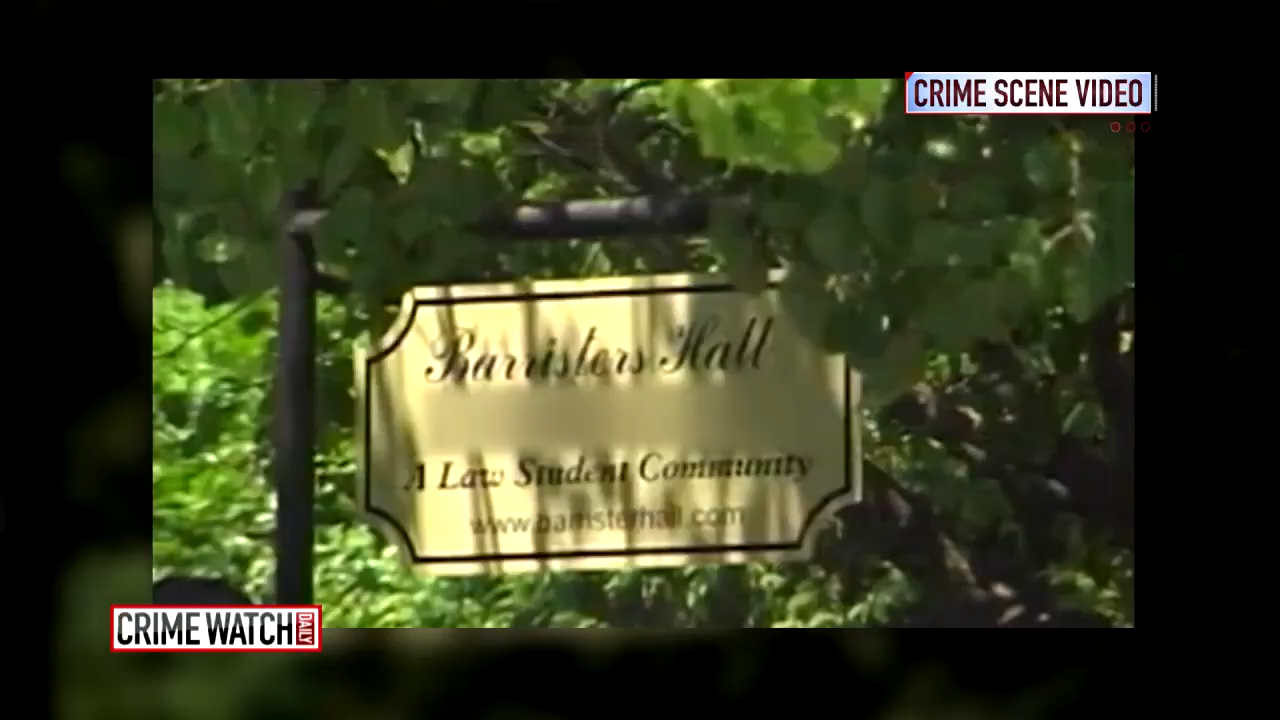 CRIME SCENE VIDEO
Barristers Hall
A Law Student Community
www.barristerhall.com
CRIME WATCH DAILY